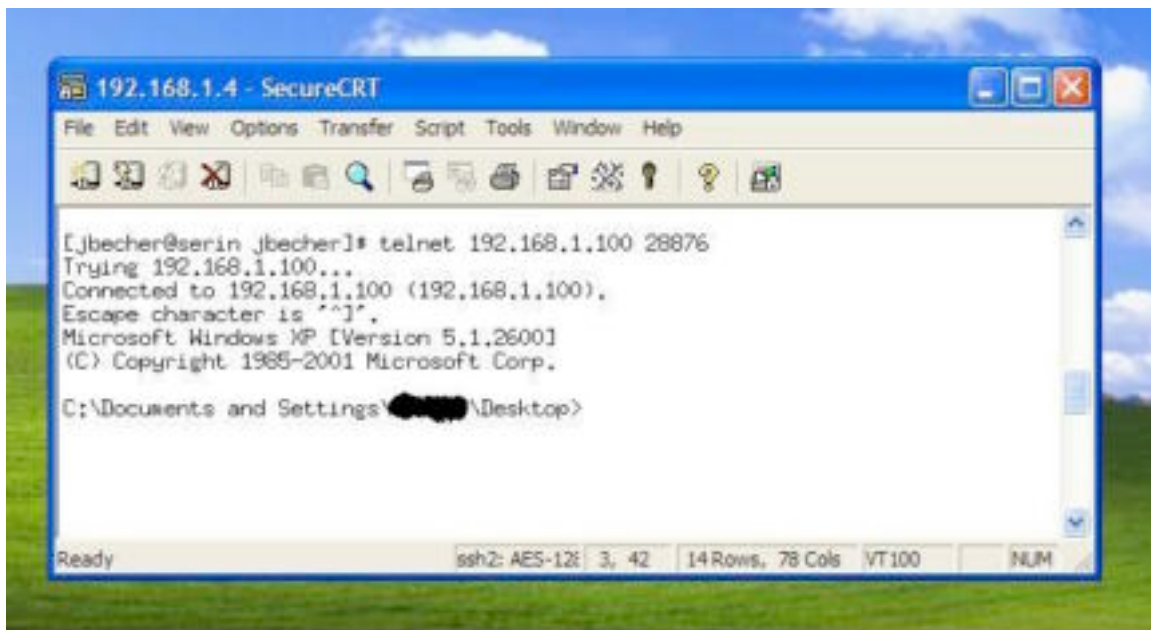 192.168.1.4 - SecureCRT
File Edit View Options Transfer Script Tools Window Help
[jbecher@serin jbecher]# telnet 192.168.1.100 28876
Trying 192.168.1.100...
Connected to 192.168.1.100 (192.168.1.100).
Escape character is '^]'.
Microsoft Windows XP [Version 5.1.2600]
(C) Copyright 1985-2001 Microsoft Corp.
C:\Documents and Settings\ \Desktop>
Ready ssh2: AES-128 3, 42 14 Rows, 78 Cols VT100 NUM